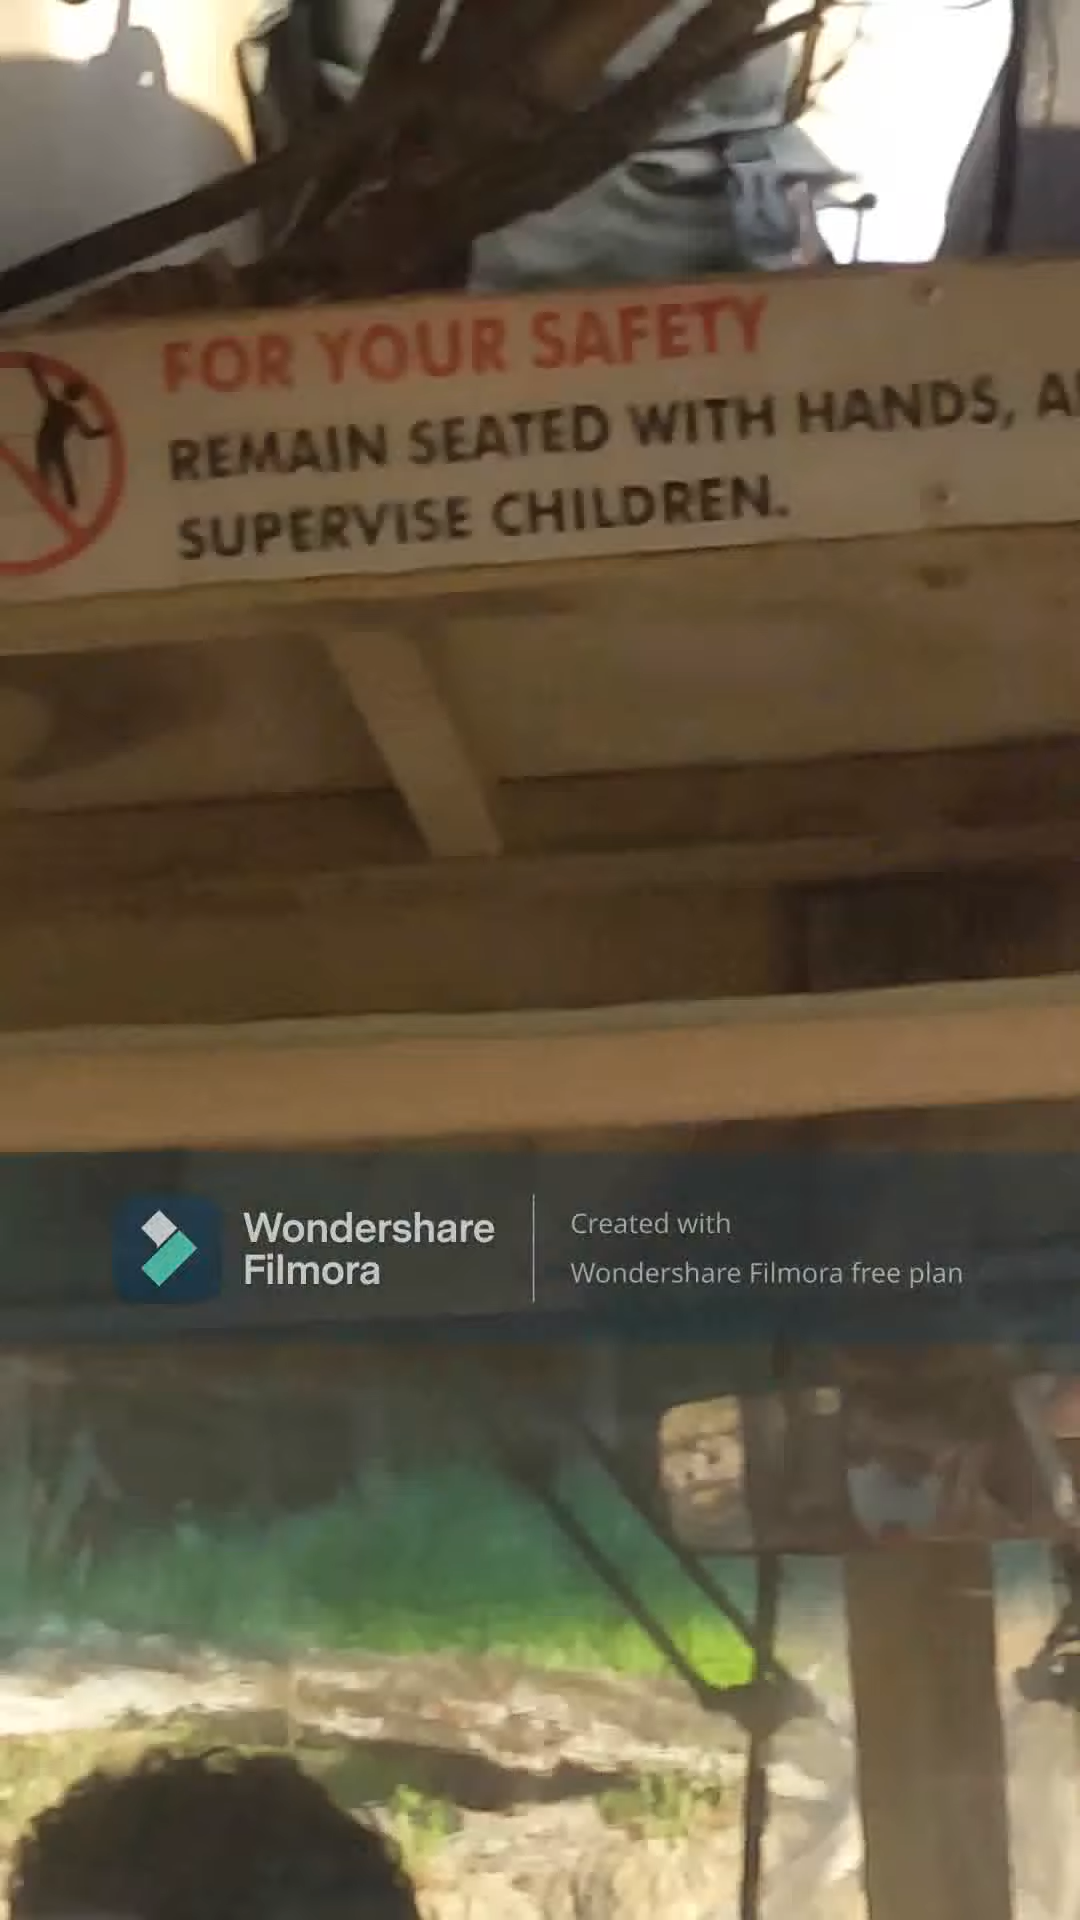 FOR YOUR SAFETY
REMAIN SEATED WITH HANDS,
SUPERVISE CHILDREN.
Wondershare
Filmora
Created with
Wondershare Filmora free plan